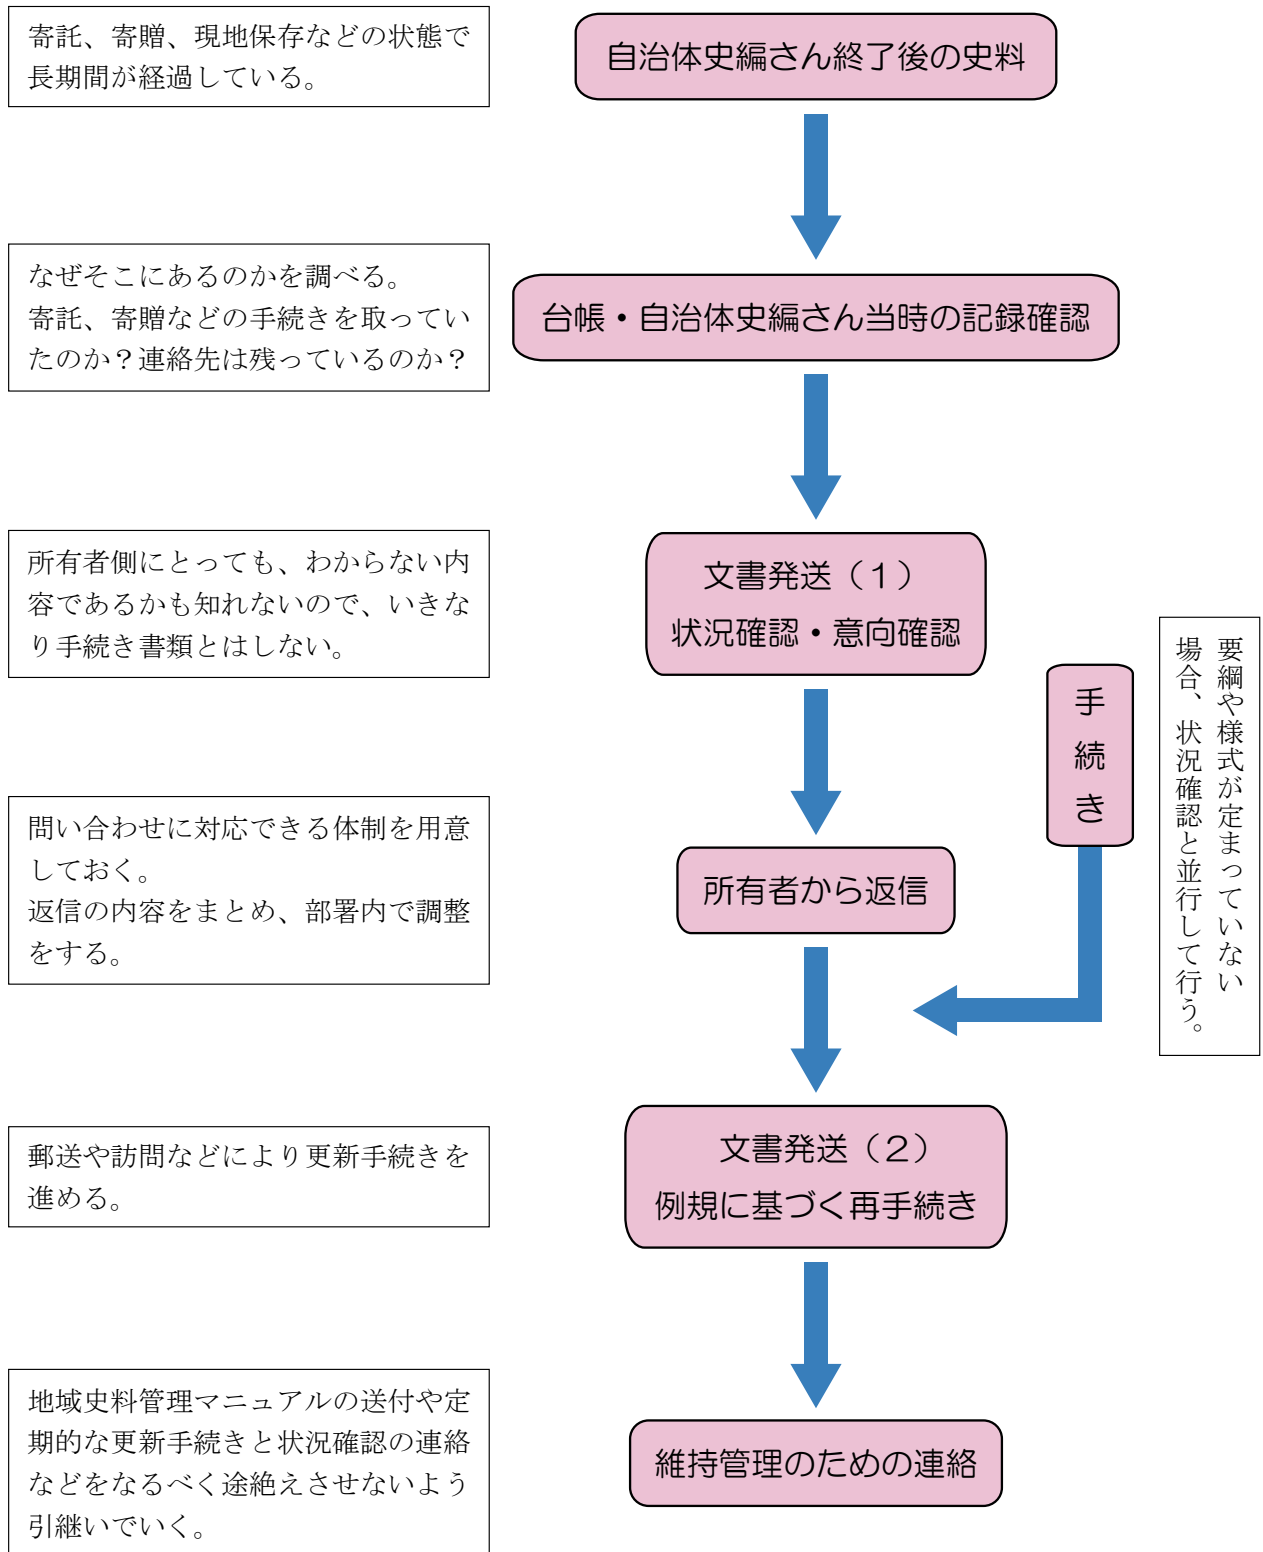 寄託、寄贈、現地保存などの状態で
長期間が経過している。
自治体史編さん終了後の史料
なぜそこにあるのかを調べる。
寄託、寄贈などの手続きを取ってい
たのか？連絡先は残っているのか？
台帳・自治体史編さん当時の記録確認
所有者側にとっても、わからない内
容であるかも知れないので、いきな
り手続き書類とはしない。
文書発送（１）
状況確認・意向確認
手続き
要綱や様式が定まっていない
場合、状況確認と並行して行う。
問い合わせに対応できる体制を用意
しておく。
返信の内容をまとめ、部署内で調整
をする。
所有者から返信
郵送や訪問などにより更新手続きを
進める。
文書発送（２）
例規に基づく再手続き
地域史料管理マニュアルの送付や定
期的な更新手続きと状況確認の連絡
などをなるべく途絶えさせないよう
引継いでいく。
維持管理のための連絡